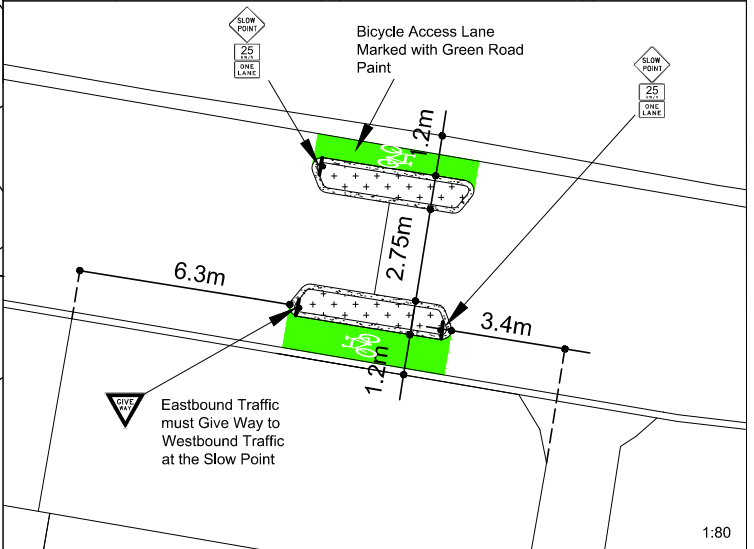 SLOW
POINT
25
km/h
ONE
LANE
Bicycle Access Lane
Marked with Green Road
Paint
SLOW
POINT
25
km/h
ONE
LANE
1.2m
2.75m
6.3m
3.4m
1.2m
GIVE
WAY
Eastbound Traffic
must Give Way to
Westbound Traffic
at the Slow Point
1:80